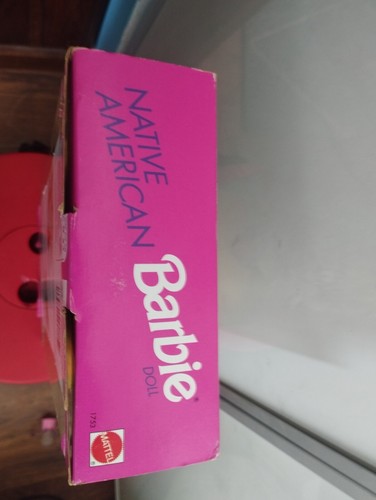 NATIVE
AMERICAN
Barbie®
DOLL
1753
MATTEL